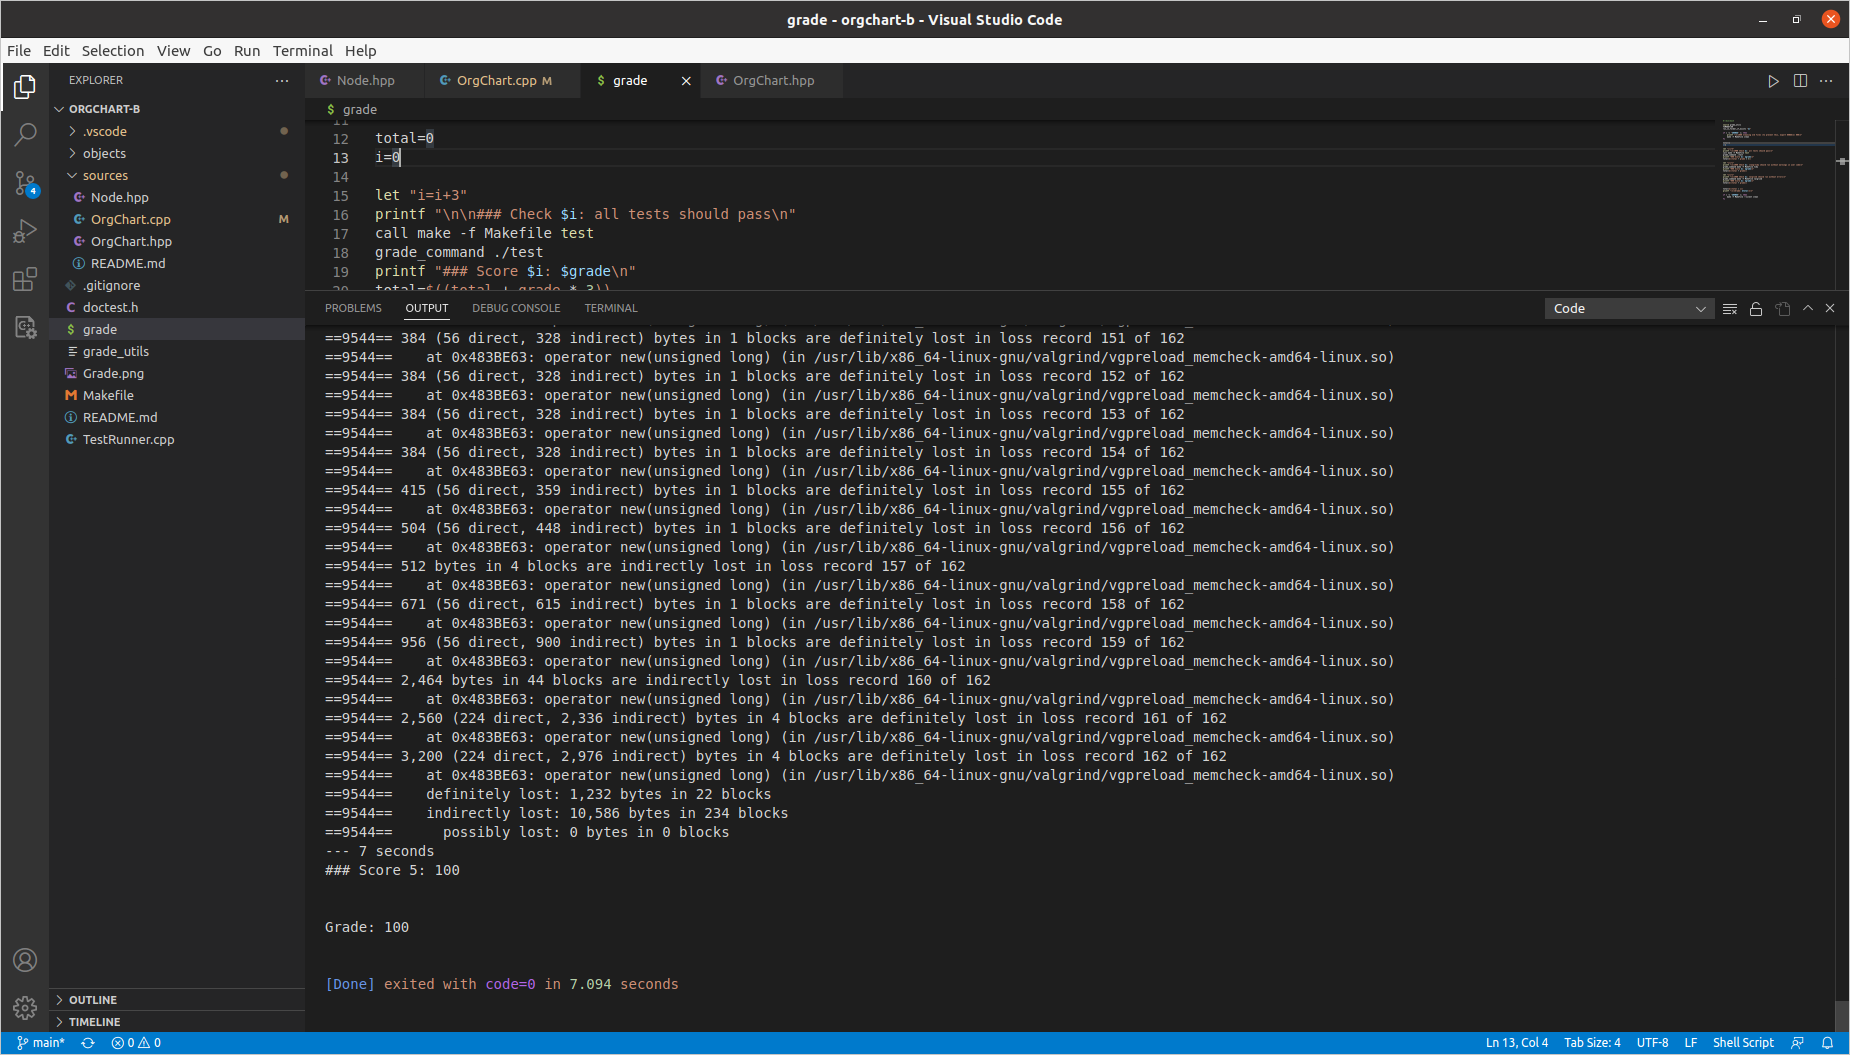 grade - orgchart-b - Visual Studio Code
File Edit Selection View Go Run Terminal Help
EXPLORER
ORGCHART-B
.vscode
objects
sources
Node.hpp
OrgChart.cpp M
OrgChart.hpp
README.md
.gitignore
doctest.h
grade
grade_utils
Grade.png
Makefile
README.md
TestRunner.cpp
OUTLINE
TIMELINE
4
Node.hpp OrgChart.cpp M grade OrgChart.hpp
grade
11
12 total=0
13 i=0
14
15 let "i=i+3"
16 printf "\n\n### Check $i: all tests should pass\n"
17 call make -f Makefile test
18 grade_command ./test
19 printf "### Score $i: $grade\n"
20 total=$((total + grade * 3))
PROBLEMS OUTPUT DEBUG CONSOLE TERMINAL
Code
==9544== 384 (56 direct, 328 indirect) bytes in 1 blocks are definitely lost in loss record 151 of 162
==9544==    at 0x483BE63: operator new(unsigned long) (in /usr/lib/x86_64-linux-gnu/valgrind/vgpreload_memcheck-amd64-linux.so)
==9544== 384 (56 direct, 328 indirect) bytes in 1 blocks are definitely lost in loss record 152 of 162
==9544==    at 0x483BE63: operator new(unsigned long) (in /usr/lib/x86_64-linux-gnu/valgrind/vgpreload_memcheck-amd64-linux.so)
==9544== 384 (56 direct, 328 indirect) bytes in 1 blocks are definitely lost in loss record 153 of 162
==9544==    at 0x483BE63: operator new(unsigned long) (in /usr/lib/x86_64-linux-gnu/valgrind/vgpreload_memcheck-amd64-linux.so)
==9544== 384 (56 direct, 328 indirect) bytes in 1 blocks are definitely lost in loss record 154 of 162
==9544==    at 0x483BE63: operator new(unsigned long) (in /usr/lib/x86_64-linux-gnu/valgrind/vgpreload_memcheck-amd64-linux.so)
==9544== 415 (56 direct, 359 indirect) bytes in 1 blocks are definitely lost in loss record 155 of 162
==9544==    at 0x483BE63: operator new(unsigned long) (in /usr/lib/x86_64-linux-gnu/valgrind/vgpreload_memcheck-amd64-linux.so)
==9544== 504 (56 direct, 448 indirect) bytes in 1 blocks are definitely lost in loss record 156 of 162
==9544==    at 0x483BE63: operator new(unsigned long) (in /usr/lib/x86_64-linux-gnu/valgrind/vgpreload_memcheck-amd64-linux.so)
==9544== 512 bytes in 4 blocks are indirectly lost in loss record 157 of 162
==9544==    at 0x483BE63: operator new(unsigned long) (in /usr/lib/x86_64-linux-gnu/valgrind/vgpreload_memcheck-amd64-linux.so)
==9544== 671 (56 direct, 615 indirect) bytes in 1 blocks are definitely lost in loss record 158 of 162
==9544==    at 0x483BE63: operator new(unsigned long) (in /usr/lib/x86_64-linux-gnu/valgrind/vgpreload_memcheck-amd64-linux.so)
==9544== 956 (56 direct, 900 indirect) bytes in 1 blocks are definitely lost in loss record 159 of 162
==9544==    at 0x483BE63: operator new(unsigned long) (in /usr/lib/x86_64-linux-gnu/valgrind/vgpreload_memcheck-amd64-linux.so)
==9544== 2,464 bytes in 44 blocks are indirectly lost in loss record 160 of 162
==9544==    at 0x483BE63: operator new(unsigned long) (in /usr/lib/x86_64-linux-gnu/valgrind/vgpreload_memcheck-amd64-linux.so)
==9544== 2,560 (224 direct, 2,336 indirect) bytes in 4 blocks are definitely lost in loss record 161 of 162
==9544==    at 0x483BE63: operator new(unsigned long) (in /usr/lib/x86_64-linux-gnu/valgrind/vgpreload_memcheck-amd64-linux.so)
==9544== 3,200 (224 direct, 2,976 indirect) bytes in 4 blocks are definitely lost in loss record 162 of 162
==9544==    at 0x483BE63: operator new(unsigned long) (in /usr/lib/x86_64-linux-gnu/valgrind/vgpreload_memcheck-amd64-linux.so)
==9544==    definitely lost: 1,232 bytes in 22 blocks
==9544==    indirectly lost: 10,586 bytes in 234 blocks
==9544==      possibly lost: 0 bytes in 0 blocks
--- 7 seconds
### Score 5: 100
Grade: 100
[Done] exited with code=0 in 7.094 seconds
main* 0 0 Ln 13, Col 4 Tab Size: 4 UTF-8 LF Shell Script